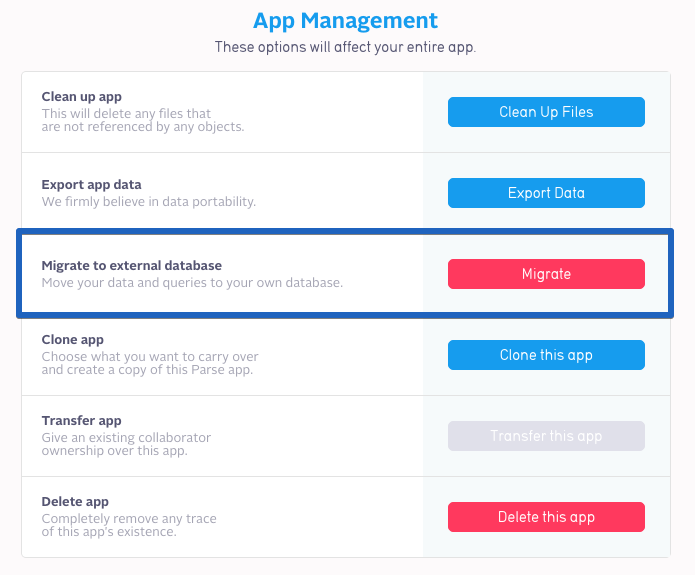 App Management
These options will affect your entire app.
Clean up app
This will delete any files that
are not referenced by any objects.
Clean Up Files
Export app data
We firmly believe in data portability.
Export Data
Migrate to external database
Move your data and queries to your own database.
Migrate
Clone app
Choose what you want to carry over
and create a copy of this Parse app.
Clone this app
Transfer app
Give an existing collaborator
ownership over this app.
Transfer this app
Delete app
Completely remove any trace
of this app's existence.
Delete this app